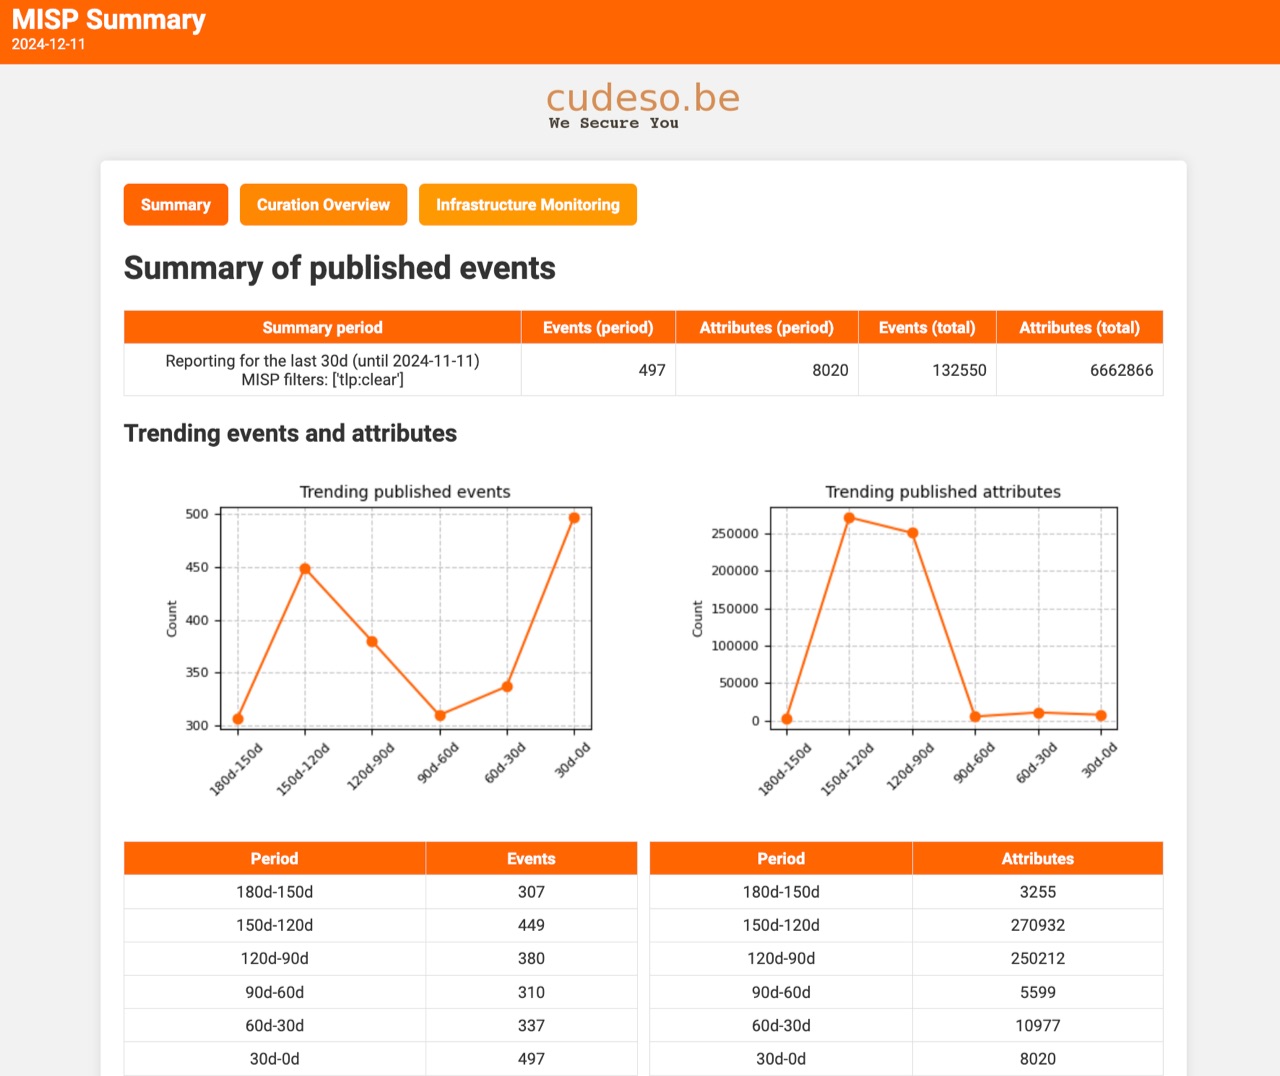 MISP Summary
2024-12-11
cudeso.be
We Secure You
Summary
Curation Overview
Infrastructure Monitoring
Summary of published events
Summary period
Events (period)
Attributes (period)
Events (total)
Attributes (total)
Reporting for the last 30d (until 2024-11-11)
MISP filters: ['tlp:clear']
497
8020
132550
6662866
Trending events and attributes
Trending published events
Count
500
450
400
350
300
180d-150d
150d-120d
120d-90d
90d-60d
60d-30d
30d-0d
Trending published attributes
Count
250000
200000
150000
100000
50000
0
180d-150d
150d-120d
120d-90d
90d-60d
60d-30d
30d-0d
Period Events
180d-150d 307
150d-120d 449
120d-90d 380
90d-60d 310
60d-30d 337
30d-0d 497
Period Attributes
180d-150d 3255
150d-120d 270932
120d-90d 250212
90d-60d 5599
60d-30d 10977
30d-0d 8020